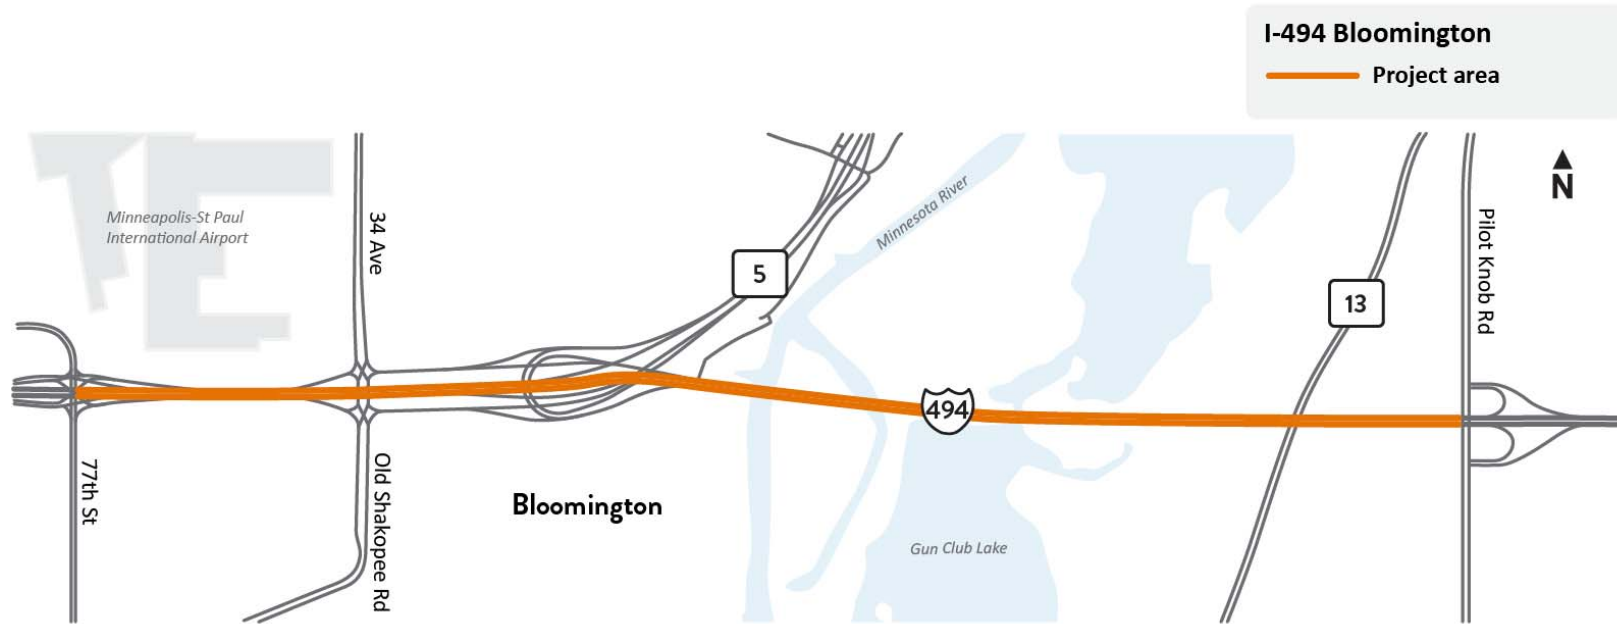 I-494 Bloomington
Project area
N
Minneapolis-St Paul
International Airport
34 Ave
5
Minnesota River
13
Pilot Knob Rd
494
77th St
Old Shakopee Rd
Bloomington
Gun Club Lake